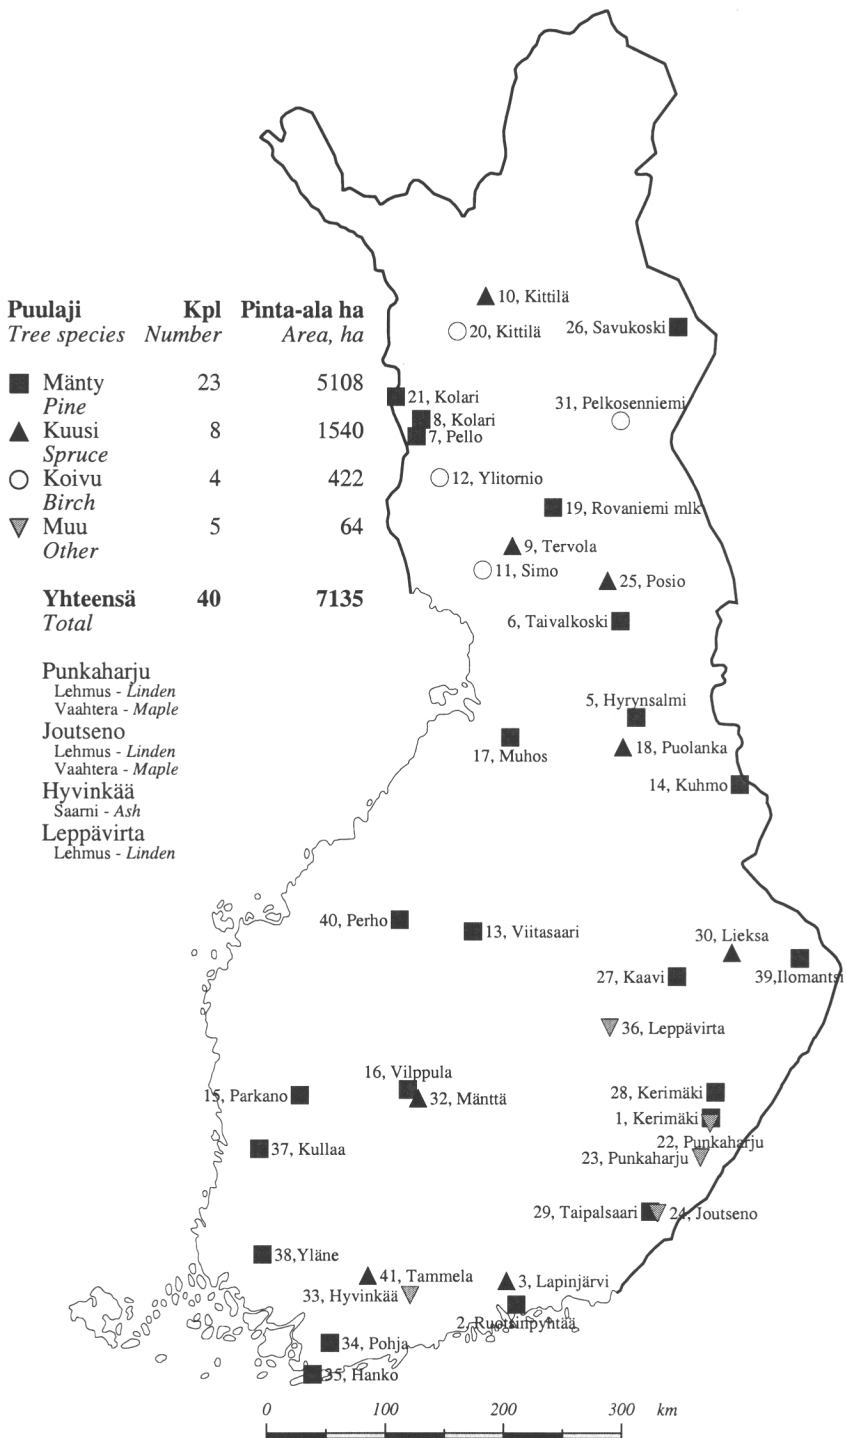 Puulaji Kpl Pinta-ala ha
Tree species Number Area, ha
Mänty 23 5108
Pine
Kuusi 8 1540
Spruce
Koivu 4 422
Birch
Muu 5 64
Other
Yhteensä 40 7135
Total
Punkaharju
Lehmus - Linden
Vaahtera - Maple
Joutseno
Lehmus - Linden
Vaahtera - Maple
Hyvinkää
Saarni - Ash
Leppävirta
Lehmus - Linden
10, Kittilä
20, Kittilä
26, Savukoski
21, Kolari
31, Pelkosenniemi
8, Kolari
7, Pello
12, Ylitornio
19, Rovaniemi mlk
9, Tervola
11, Simo
25, Posio
6, Taivalkoski
5, Hyrynsalmi
18, Puolanka
17, Muhos
14, Kuhmo
40, Perho
13, Viitasaari
30, Lieksa
27, Kaavi
39,Ilomantsi
36, Leppävirta
16, Vilppula
15, Parkano
32, Mänttä
28, Kerimäki
1, Kerimäki
22, Punkaharju
37, Kullaa
23, Punkaharju
29, Taipalsaari
24, Joutseno
38,Yläne
41, Tammela
3, Lapinjärvi
33, Hyvinkää
2, Ruotsinpyhtää
34, Pohja
35, Hanko
0 100 200 300 km